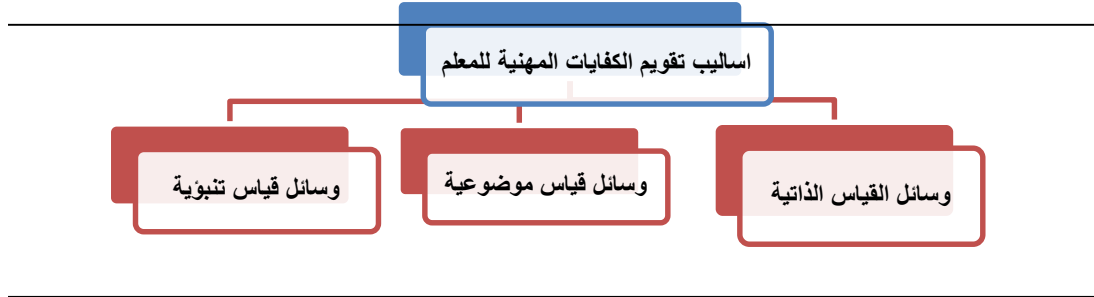 اساليب تقويم الكفايات المهنية للمعلم
وسائل القياس الذاتية
وسائل قياس موضوعية
وسائل قياس تنبؤية